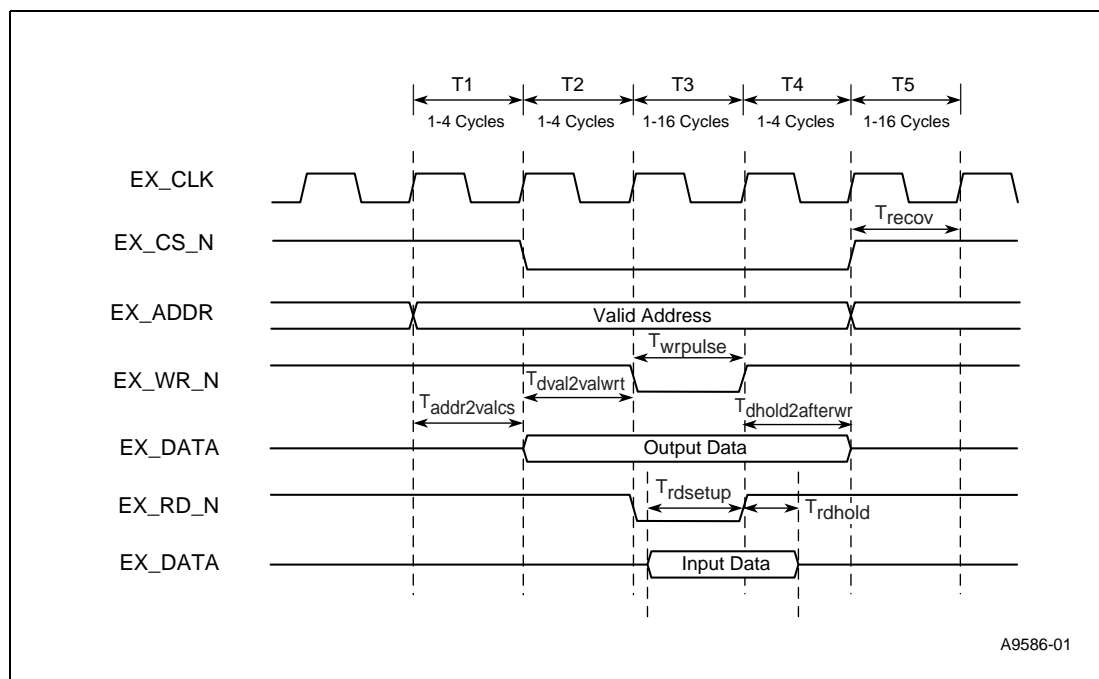 T1 T2 T3 T4 T5
1-4 Cycles 1-4 Cycles 1-16 Cycles 1-4 Cycles 1-16 Cycles
EX_CLK
Trecov
EX_CS_N
EX_ADDR Valid Address
Twrpulse
EX_WR_N
Tdval2valwrt
Taddr2valcs Tdhold2afterwr
EX_DATA Output Data
Trdsetup
EX_RD_N Trdhold
EX_DATA Input Data
A9586-01